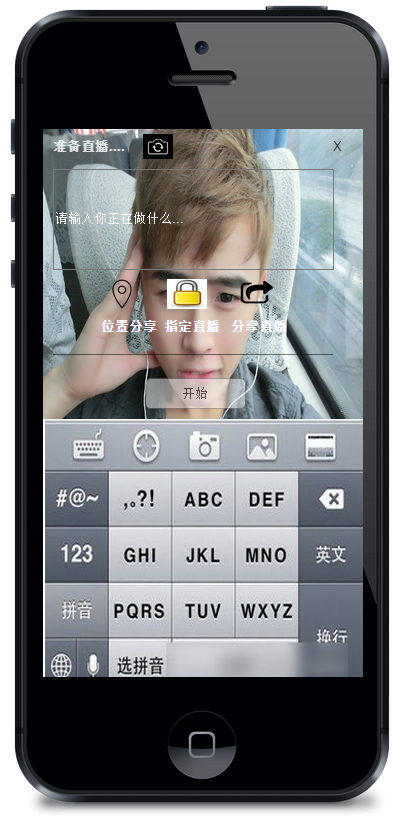 准备直播.... X
请输入你正在做什么...
位置分享 指定直播 分享直播
开始
#@~ ,。?! ABC DEF
123 GHI JKL MNO 英文
拼音 PQRS TUV WXYZ
换行
选拼音